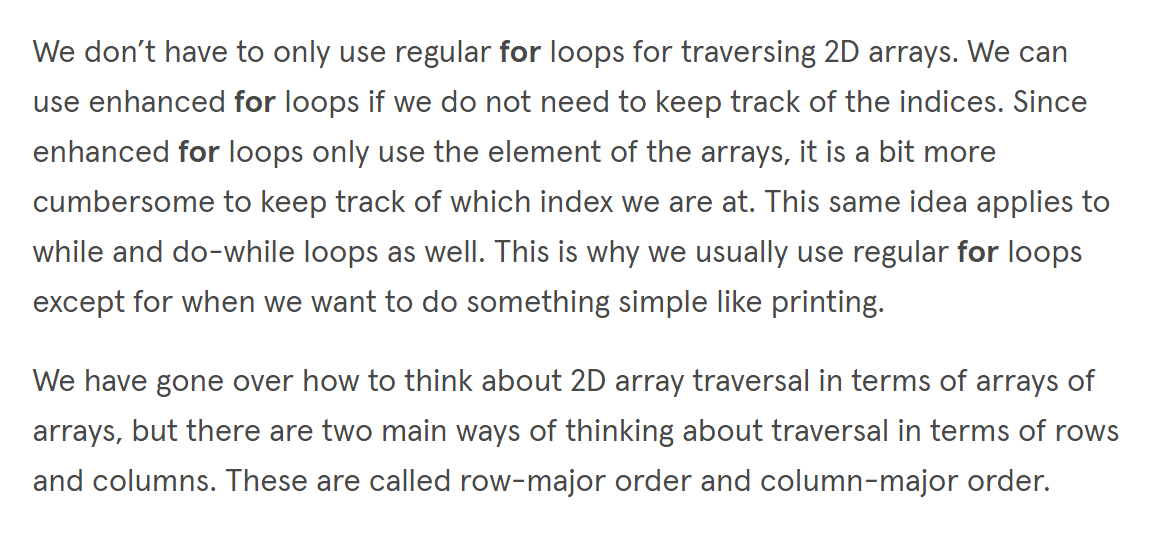 We don’t have to only use regular for loops for traversing 2D arrays. We can
use enhanced for loops if we do not need to keep track of the indices. Since
enhanced for loops only use the element of the arrays, it is a bit more
cumbersome to keep track of which index we are at. This same idea applies to
while and do-while loops as well. This is why we usually use regular for loops
except for when we want to do something simple like printing.
We have gone over how to think about 2D array traversal in terms of arrays of
arrays, but there are two main ways of thinking about traversal in terms of rows
and columns. These are called row-major order and column-major order.